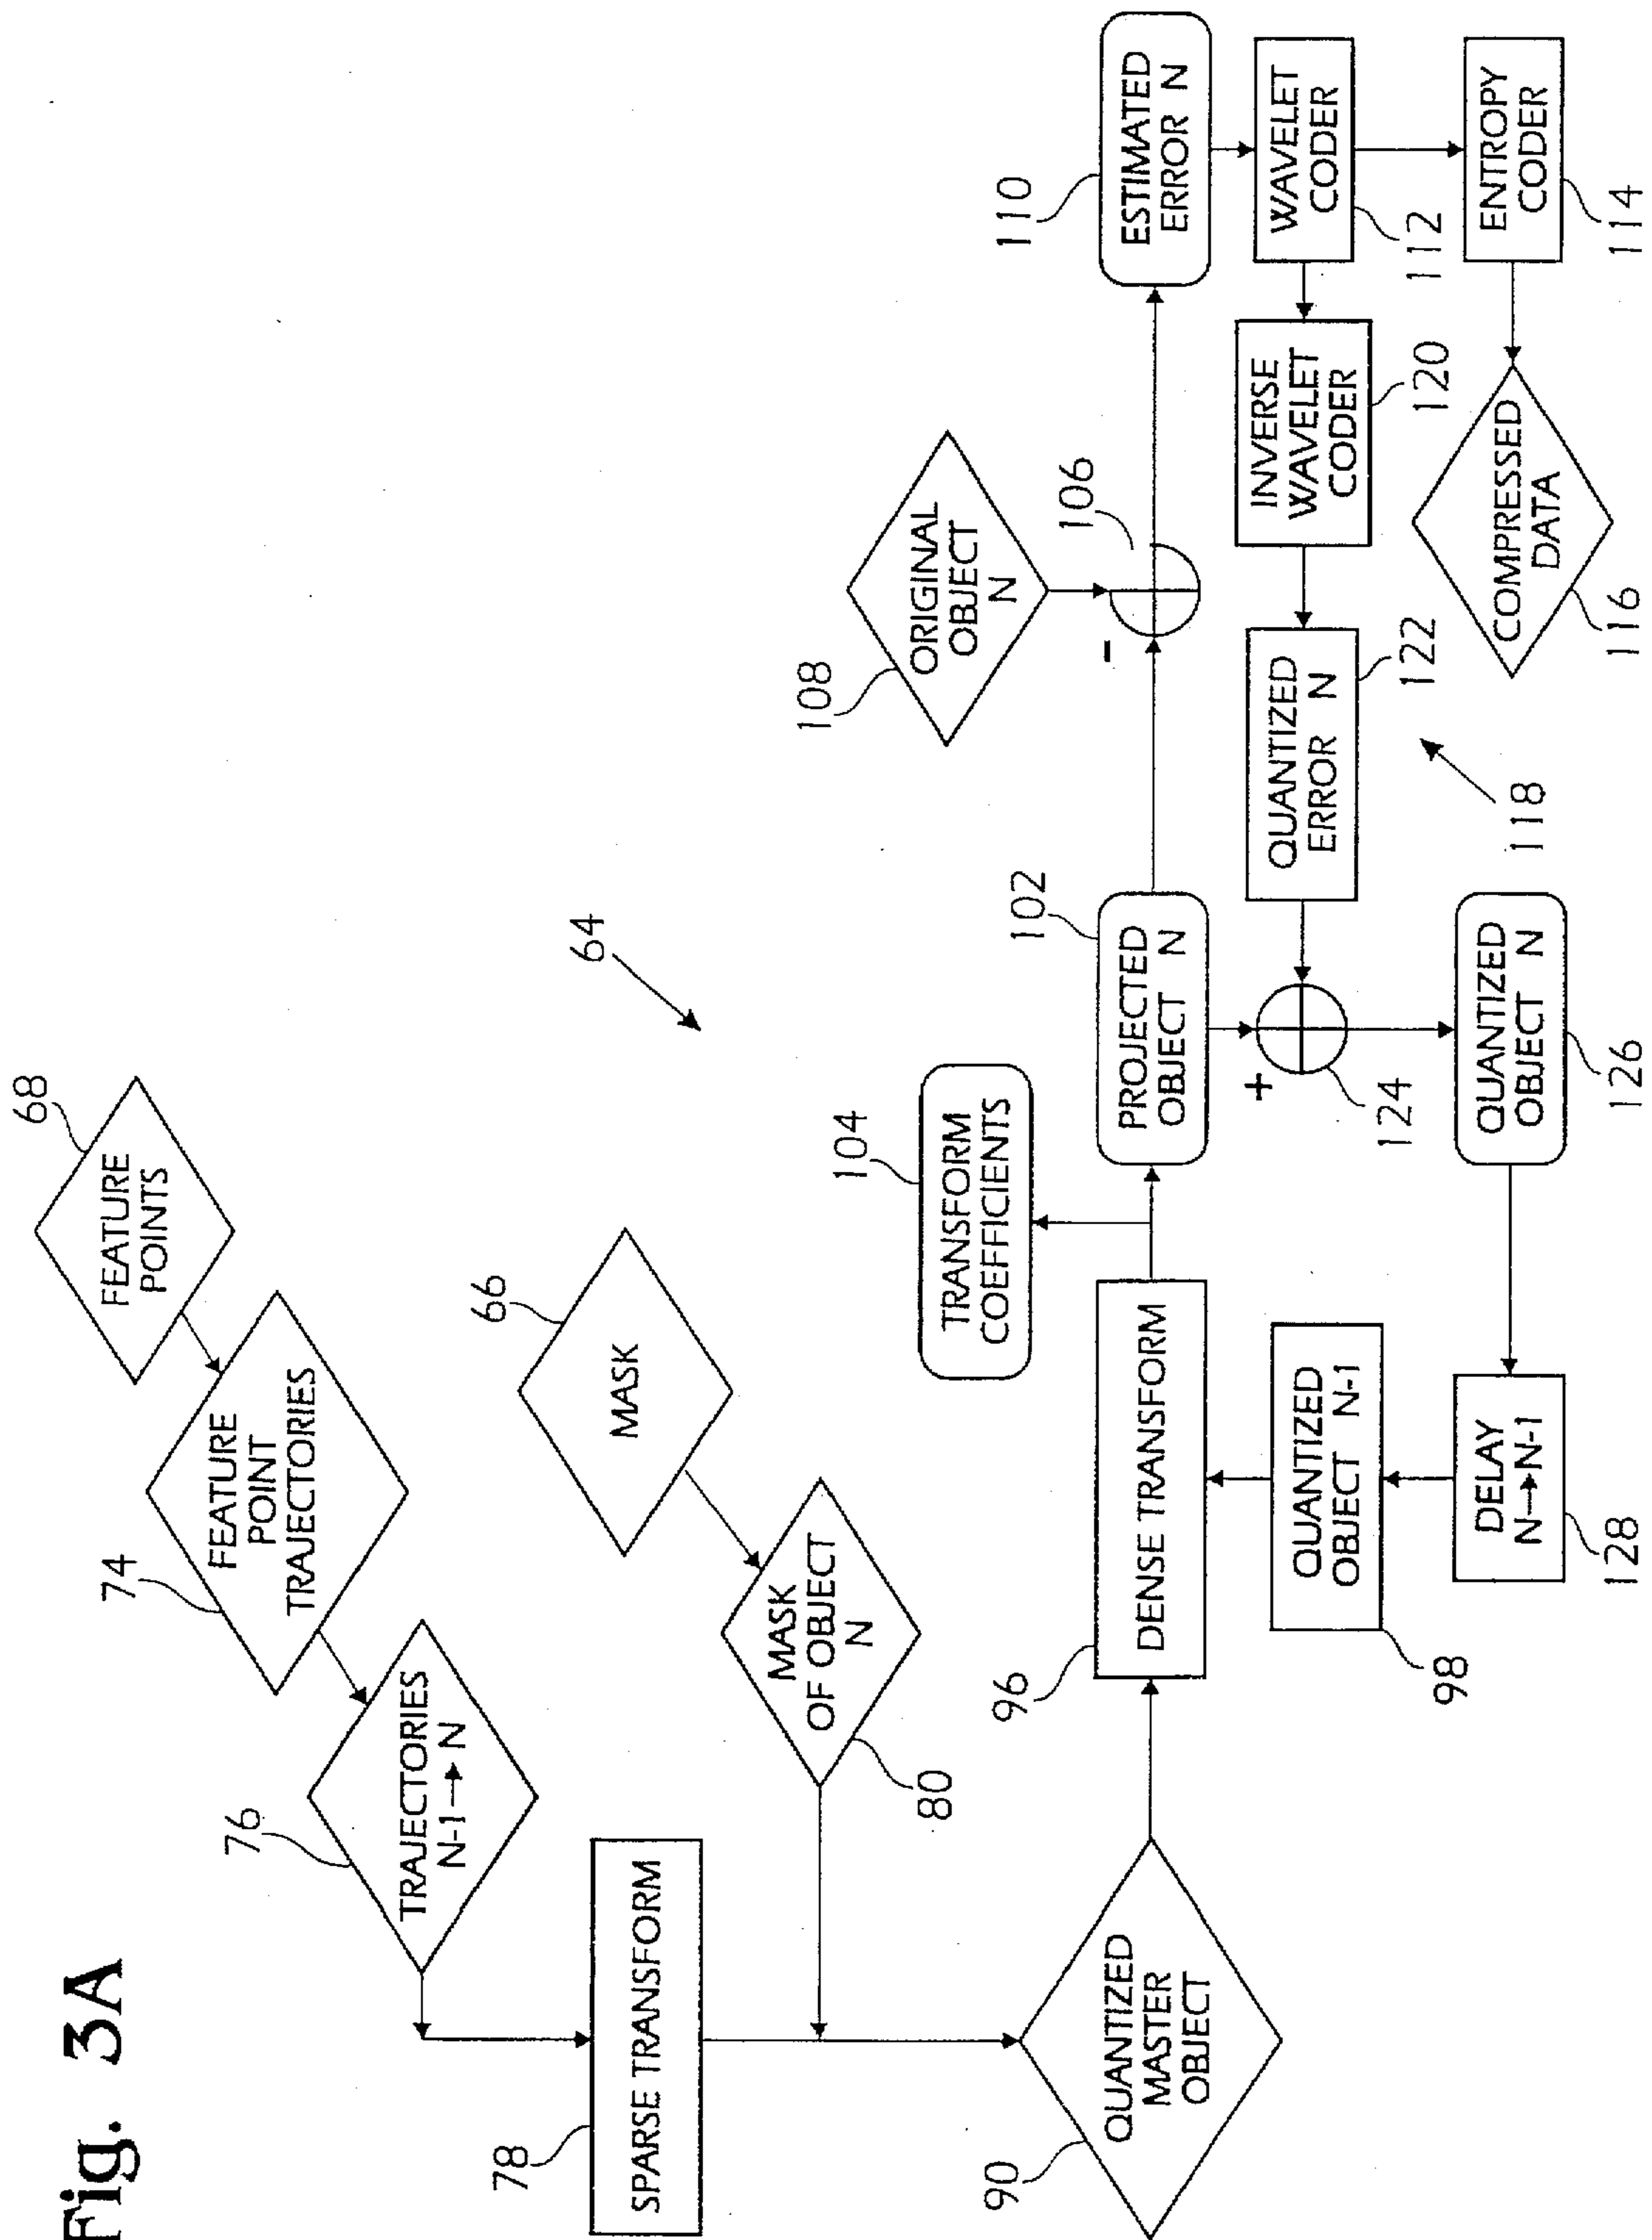 Fig. 3A
68
FEATURE
POINTS
74
FEATURE
POINT
TRAJECTORIES
76
TRAJECTORIES
N-1→N
66
MASK
78
SPARSE TRANSFORM
MASK
OF OBJECT
N
80
64
90
QUANTIZED
MASTER
OBJECT
96
DENSE TRANSFORM
104
TRANSFORM
COEFFICIENTS
102
PROJECTED
OBJECT N
108
ORIGINAL
OBJECT
N
-
106
110
ESTIMATED
ERROR N
WAVELET
CODER
112
ENTROPY
CODER
114
INVERSE
WAVELET
CODER
120
COMPRESSED
DATA
116
QUANTIZED
ERROR N
122
118
+
124
QUANTIZED
OBJECT N
126
QUANTIZED
OBJECT N-1
98
DELAY
N→N-1
128